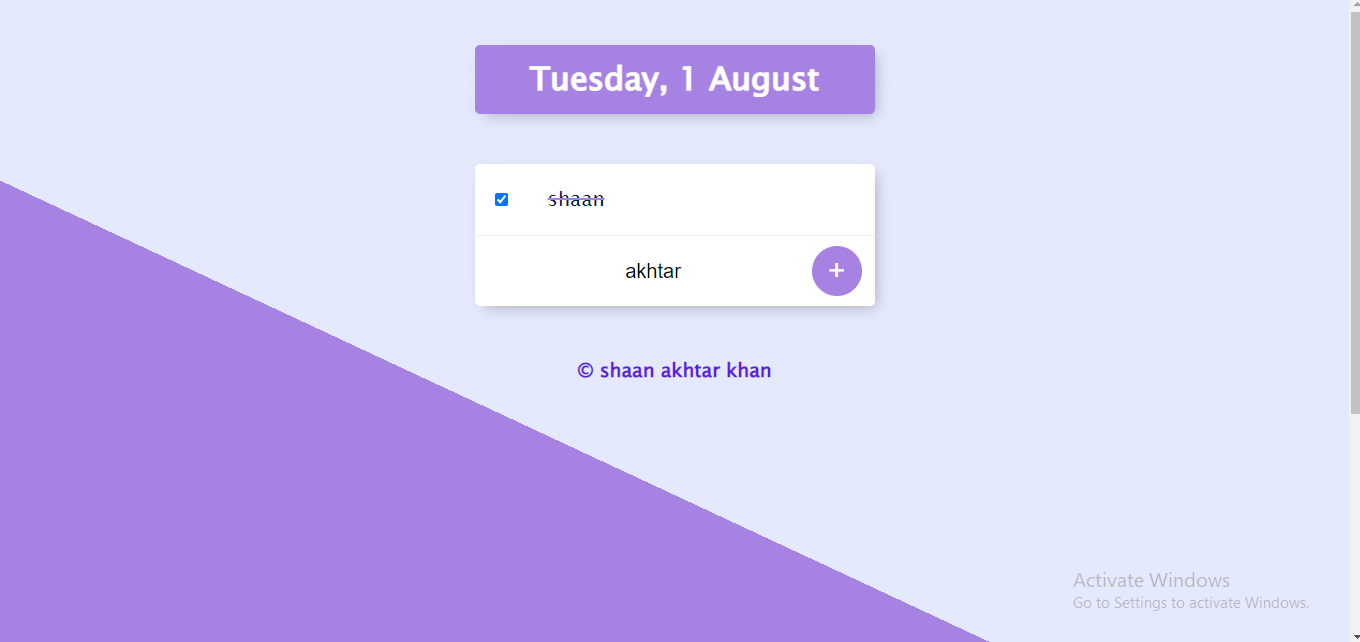 Tuesday, 1 August
shaan
akhtar
+
© shaan akhtar khan
Activate Windows
Go to Settings to activate Windows.